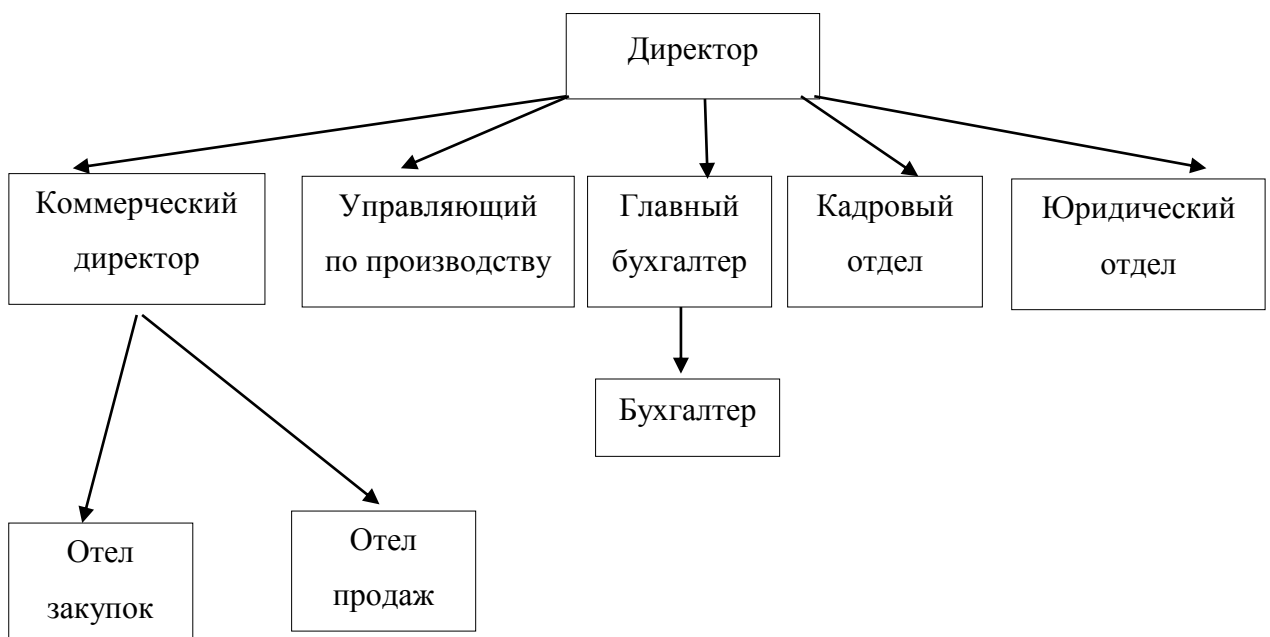 Директор
Коммерческий
директор
Управляющий
по производству
Главный
бухгалтер
Кадровый
отдел
Юридический
отдел
Бухгалтер
Отел
закупок
Отел
продаж